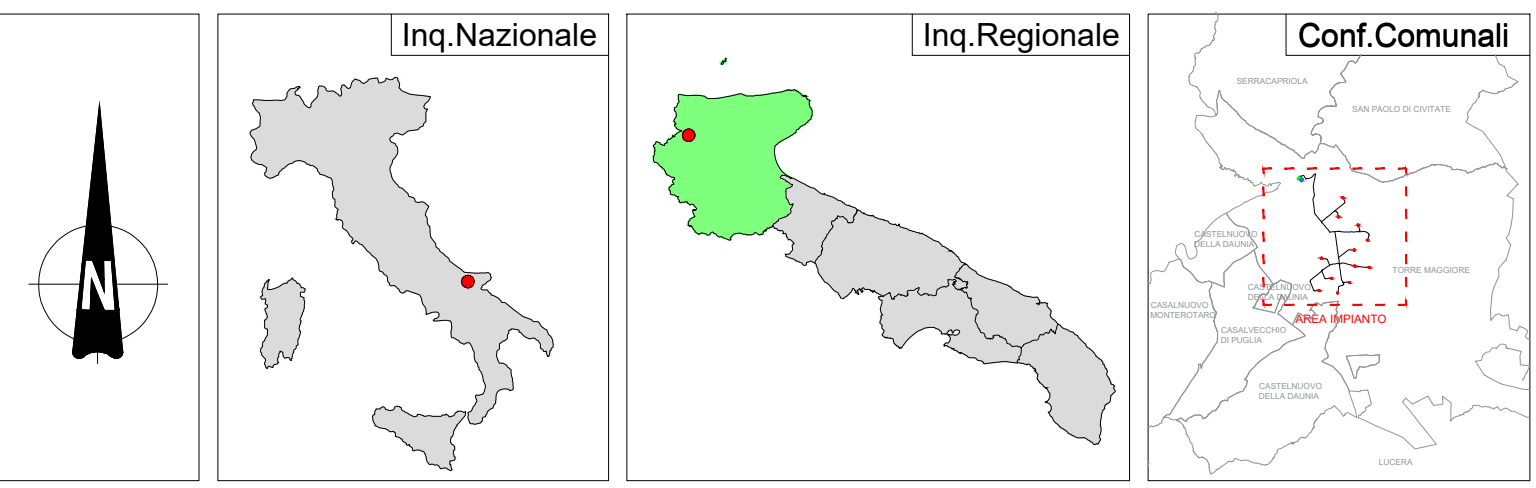 N
Inq.Nazionale
Inq.Regionale
Conf.Comunali
SERRACAPRIOLA
SAN PAOLO DI CIVITATE
CASTELNUOVO
DELLA DAUNIA
TORRE MAGGIORE
CASTELNUOVO
DELLA DAUNIA
CASALNUOVO
MONTEROTARO
AREA IMPIANTO
CASALVECCHIO
DI PUGLIA
CASTELNUOVO
DELLA DAUNIA
LUCERA